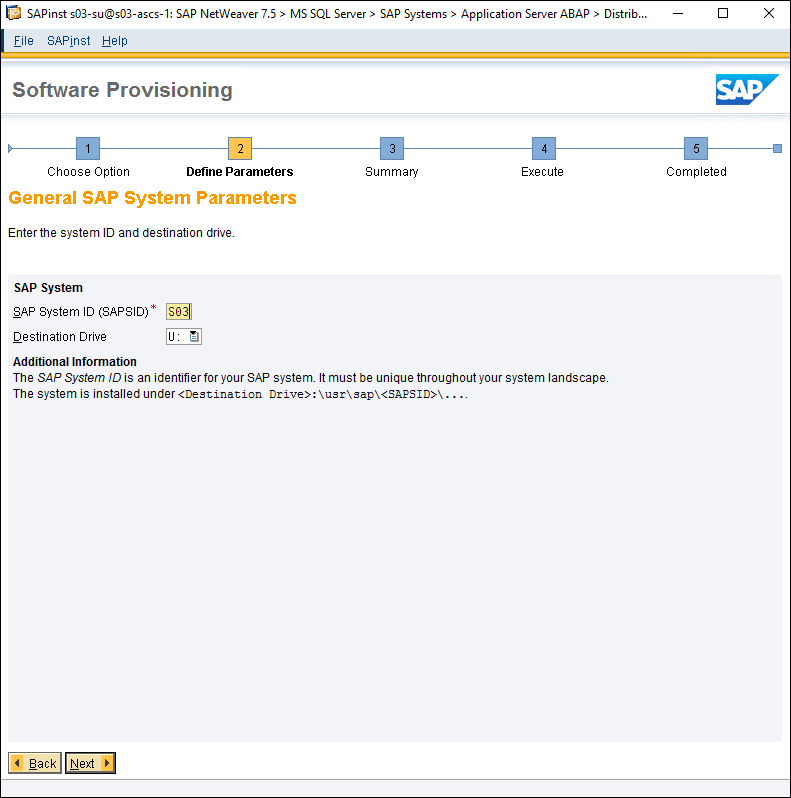 SAPinst s03-su@s03-ascs-1: SAP NetWeaver 7.5 > MS SQL Server > SAP Systems > Application Server ABAP > Distrib...
File SAPinst Help
Software Provisioning
SAP
1 2 3 4 5
Choose Option Define Parameters Summary Execute Completed
General SAP System Parameters
Enter the system ID and destination drive.
SAP System
SAP System ID (SAPSID) * S03
Destination Drive U:
Additional Information
The SAP System ID is an identifier for your SAP system. It must be unique throughout your system landscape.
The system is installed under <Destination Drive>:\usr\sap\<SAPSID>\....
Back Next